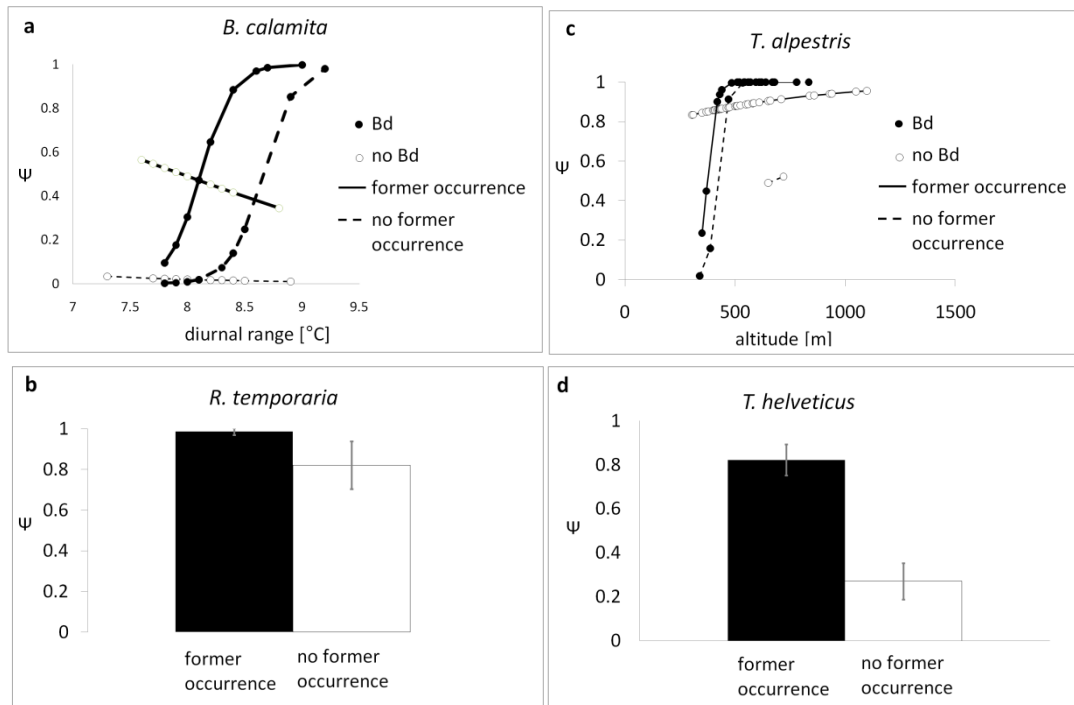 a
B. calamita
1
0.8
0.6
Ψ
0.4
0.2
0
7
7.5
8
8.5
9
9.5
diurnal range [°C]
Bd
no Bd
former occurrence
no former
occurrence
c
T. alpestris
1
0.8
Ψ
0.6
0.4
0.2
0
0
500
1000
1500
altitude [m]
Bd
no Bd
former occurrence
no former
occurrence
b
R. temporaria
1
0.8
0.6
Ψ
0.4
0.2
0
former
occurrence
no former
occurrence
d
T. helveticus
1
0.8
0.6
Ψ
0.4
0.2
0
former
occurrence
no former
occurrence